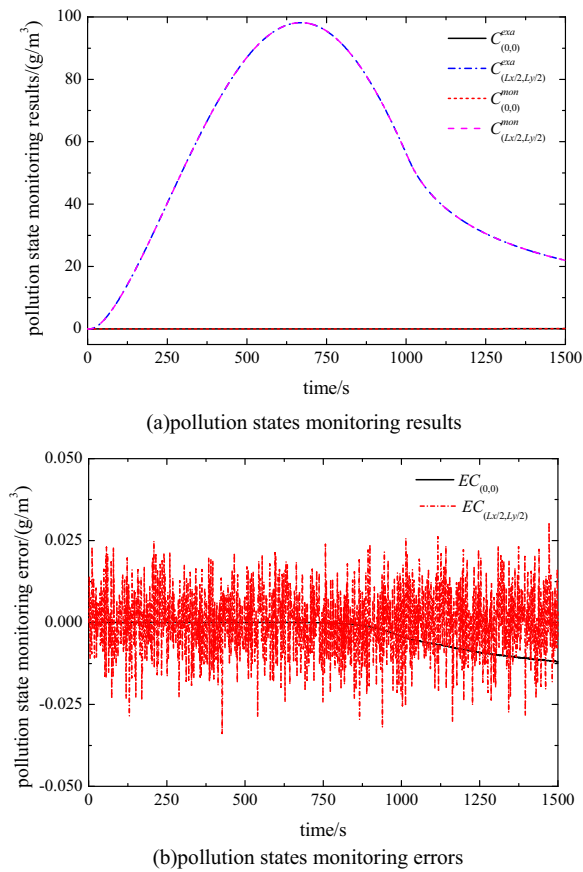 pollution state monitoring results/(g/m³)
100
80
60
40
20
0
C^{exa}_{(0,0)}
C^{exa}_{(Lx/2,Ly/2)}
C^{mon}_{(0,0)}
C^{mon}_{(Lx/2,Ly/2)}
0 250 500 750 1000 1250 1500
time/s
(a)pollution states monitoring results
pollution state monitoring error/(g/m³)
0.050
0.025
0.000
-0.025
-0.050
EC_{(0,0)}
EC_{(Lx/2,Ly/2)}
0 250 500 750 1000 1250 1500
time/s
(b)pollution states monitoring errors